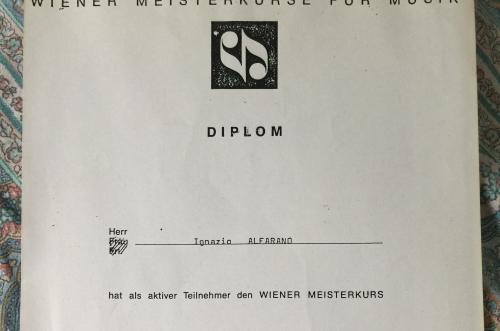 WIENER MEISTERKURSE FÜR MUSIK
DIPLOM
Herr
Frau
Frl.
Ignazio ALFARANO
hat als aktiver Teilnehmer den WIENER MEISTERKURS